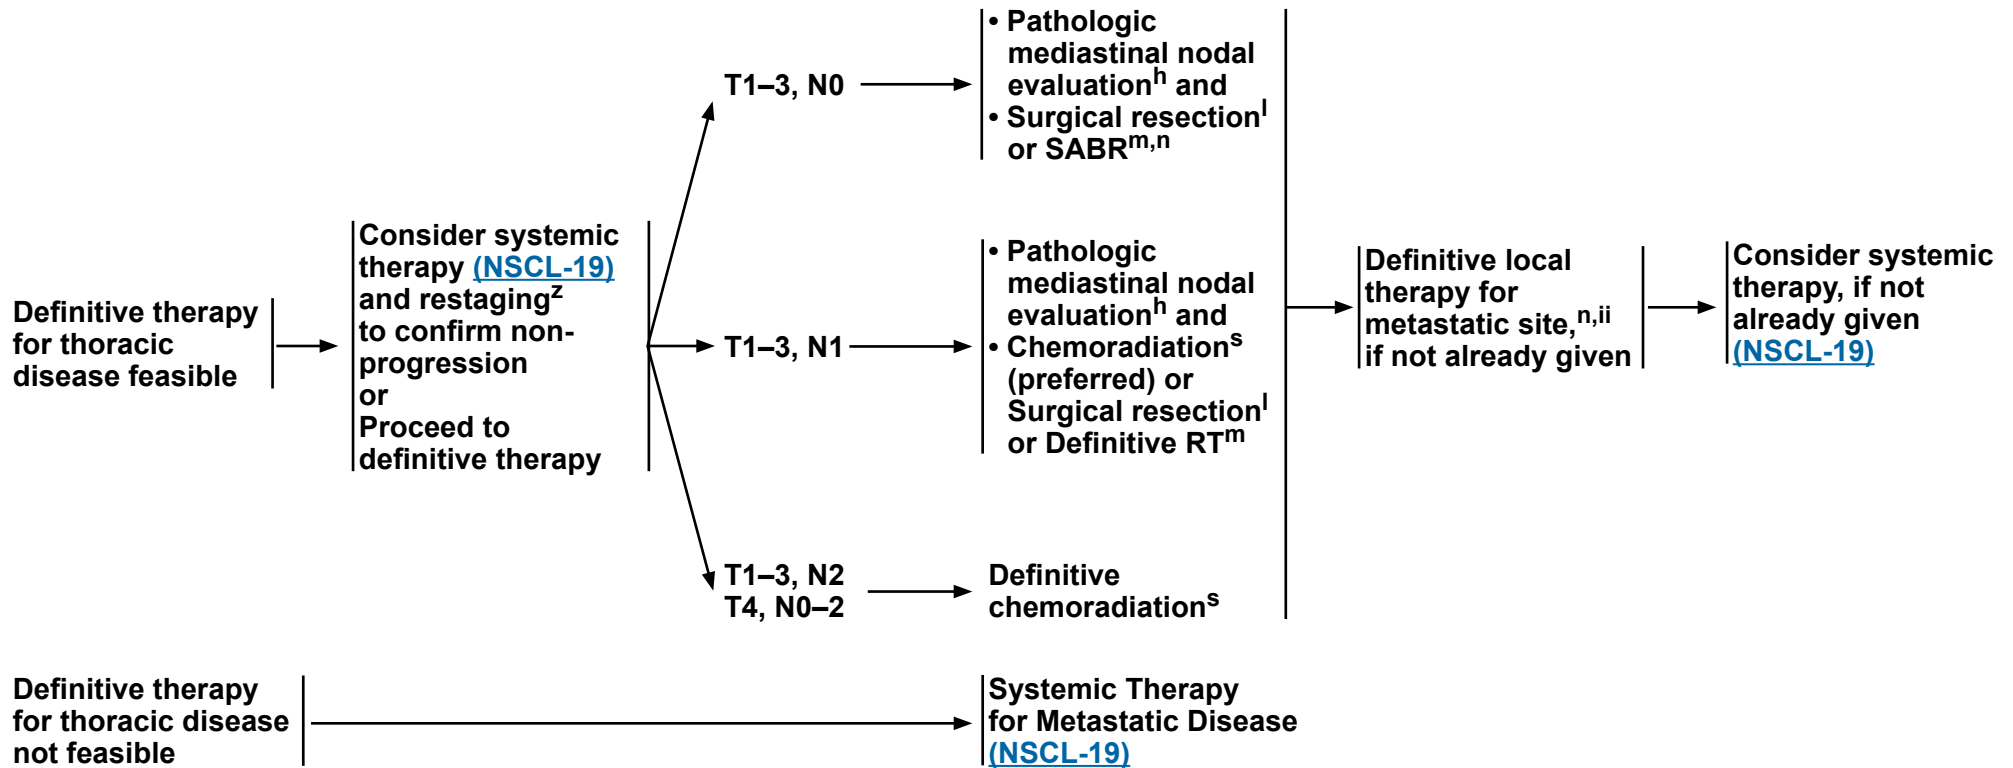 Definitive therapy
for thoracic
disease feasible
Consider systemic
therapy (NSCL-19)
and restagingᶻ
to confirm non-
progression
or
Proceed to
definitive therapy
T1–3, N0
• Pathologic
mediastinal nodal
evaluationʰ and
• Surgical resectionˡ
or SABRᵐ,ⁿ
T1–3, N1
• Pathologic
mediastinal nodal
evaluationʰ and
• Chemoradiationˢ
(preferred) or
Surgical resectionˡ
or Definitive RTᵐ
T1–3, N2
T4, N0–2
Definitive
chemoradiationˢ
Definitive local
therapy for
metastatic site,ⁿ,ⁱⁱ
if not already given
Consider systemic
therapy, if not
already given
(NSCL-19)
Definitive therapy
for thoracic disease
not feasible
Systemic Therapy
for Metastatic Disease
(NSCL-19)